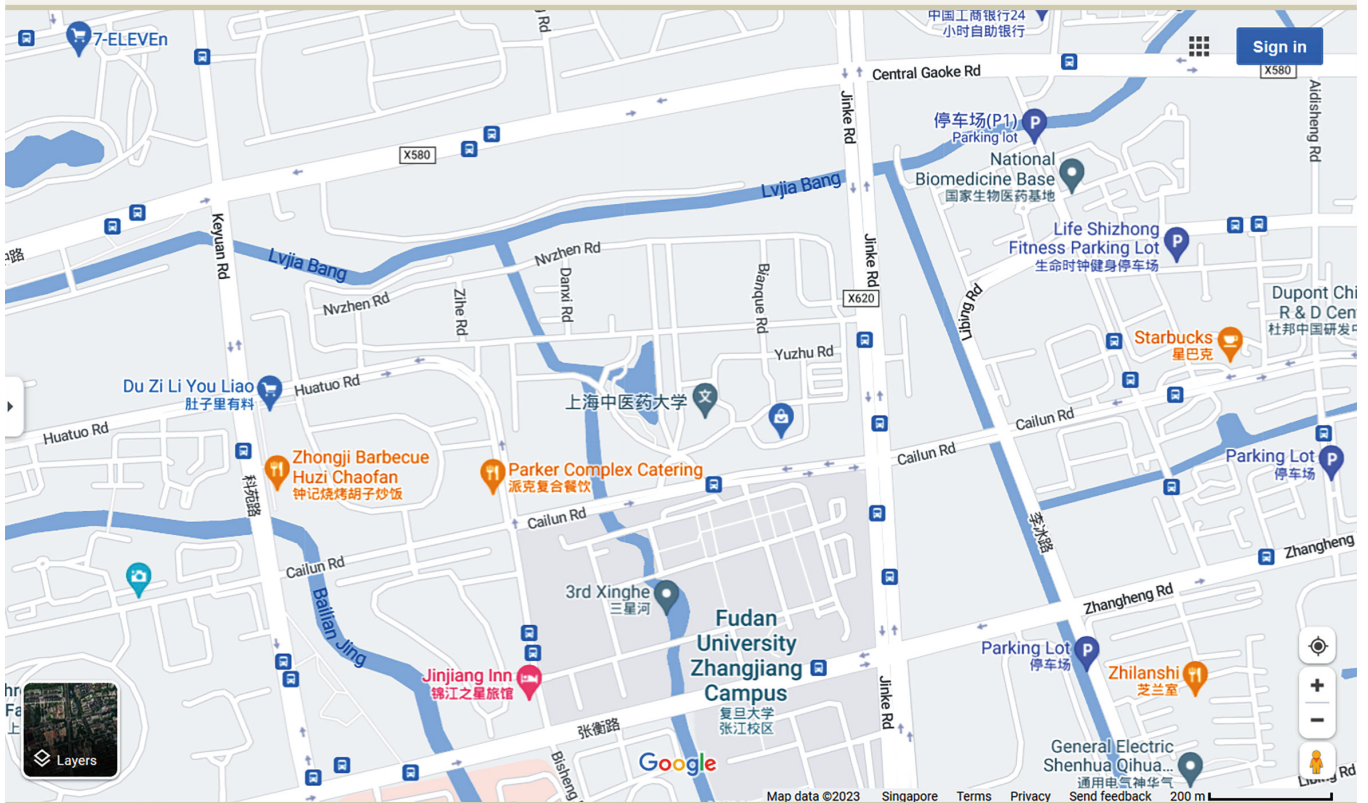 中国工商银行24
小时自助银行
7-ELEVEn
Sign in
Central Gaoke Rd
X580
Jinke Rd
Aidisheng Rd
停车场(P1)
Parking lot
X580
National
Biomedicine Base
国家生物医药基地
Lvjia Bang
Keyuan Rd
Life Shizhong
Fitness Parking Lot
生命时钟健身停车场
Jinke Rd
Nvzhen Rd
Lvjia Bang
Danxi Rd
Bianque Rd
Zihe Rd
Nvzhen Rd
X620
Libing Rd
Dupont Chi
R & D Cen
杜邦中国研发中
Starbucks
星巴克
Yuzhu Rd
Du Zi Li You Liao
肚子里有料
Huatuo Rd
上海中医药大学
Cailun Rd
Huatuo Rd
Cailun Rd
Zhongji Barbecue
Huzi Chaofan
钟记烧烤胡子炒饭
Parker Complex Catering
派克复合餐饮
Parking Lot
停车场
科苑路
Cailun Rd
李冰路
Zhangheng
Cailun Rd
3rd Xinghe
三星河
Zhangheng Rd
Bailian Jing
Fudan
University
Zhangjiang
Campus
复旦大学
张江校区
Parking Lot
停车场
Jinjiang Inn
锦江之星旅馆
Zhilanshi
芝兰室
Jinke Rd
张衡路
Layers
Bisheng
Google
General Electric
Shenhua Qihua...
通用电气神华气
Libing Rd
Map data ©2023 Singapore Terms Privacy Send feedback 200 m